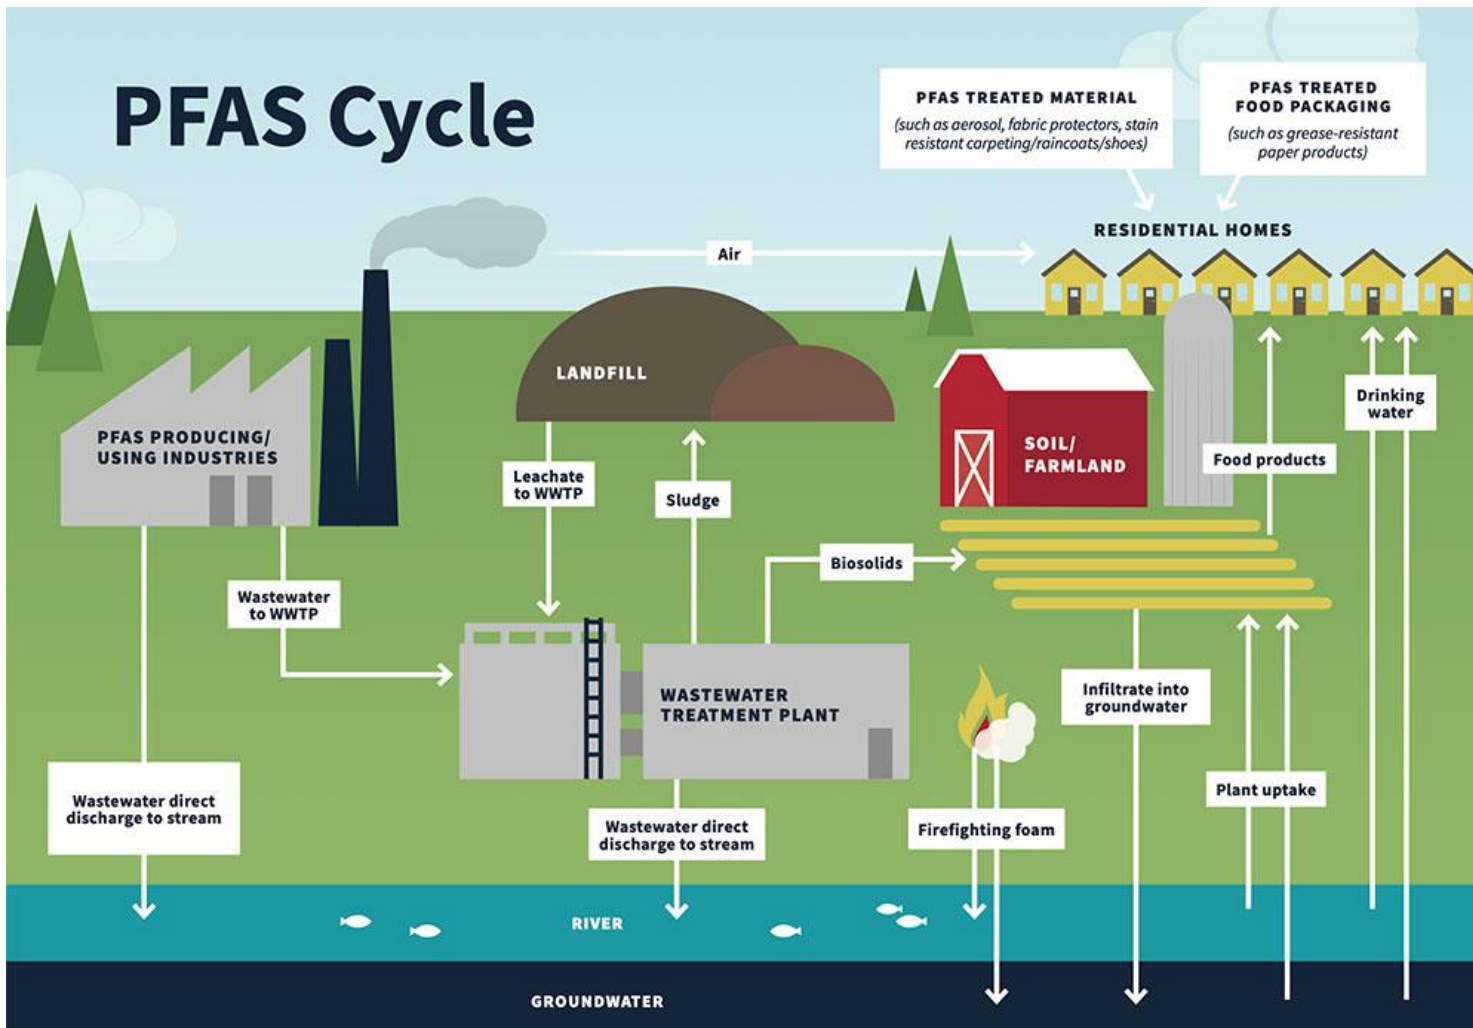 PFAS Cycle
PFAS TREATED MATERIAL
(such as aerosol, fabric protectors, stain
resistant carpeting/raincoats/shoes)
PFAS TREATED
FOOD PACKAGING
(such as grease-resistant
paper products)
RESIDENTIAL HOMES
Air
LANDFILL
PFAS PRODUCING/
USING INDUSTRIES
Leachate
to WWTP
Sludge
SOIL/
FARMLAND
Food products
Drinking
water
Biosolids
Wastewater
to WWTP
WASTEWATER
TREATMENT PLANT
Infiltrate into
groundwater
Plant uptake
Wastewater direct
discharge to stream
Wastewater direct
discharge to stream
Firefighting foam
RIVER
GROUNDWATER